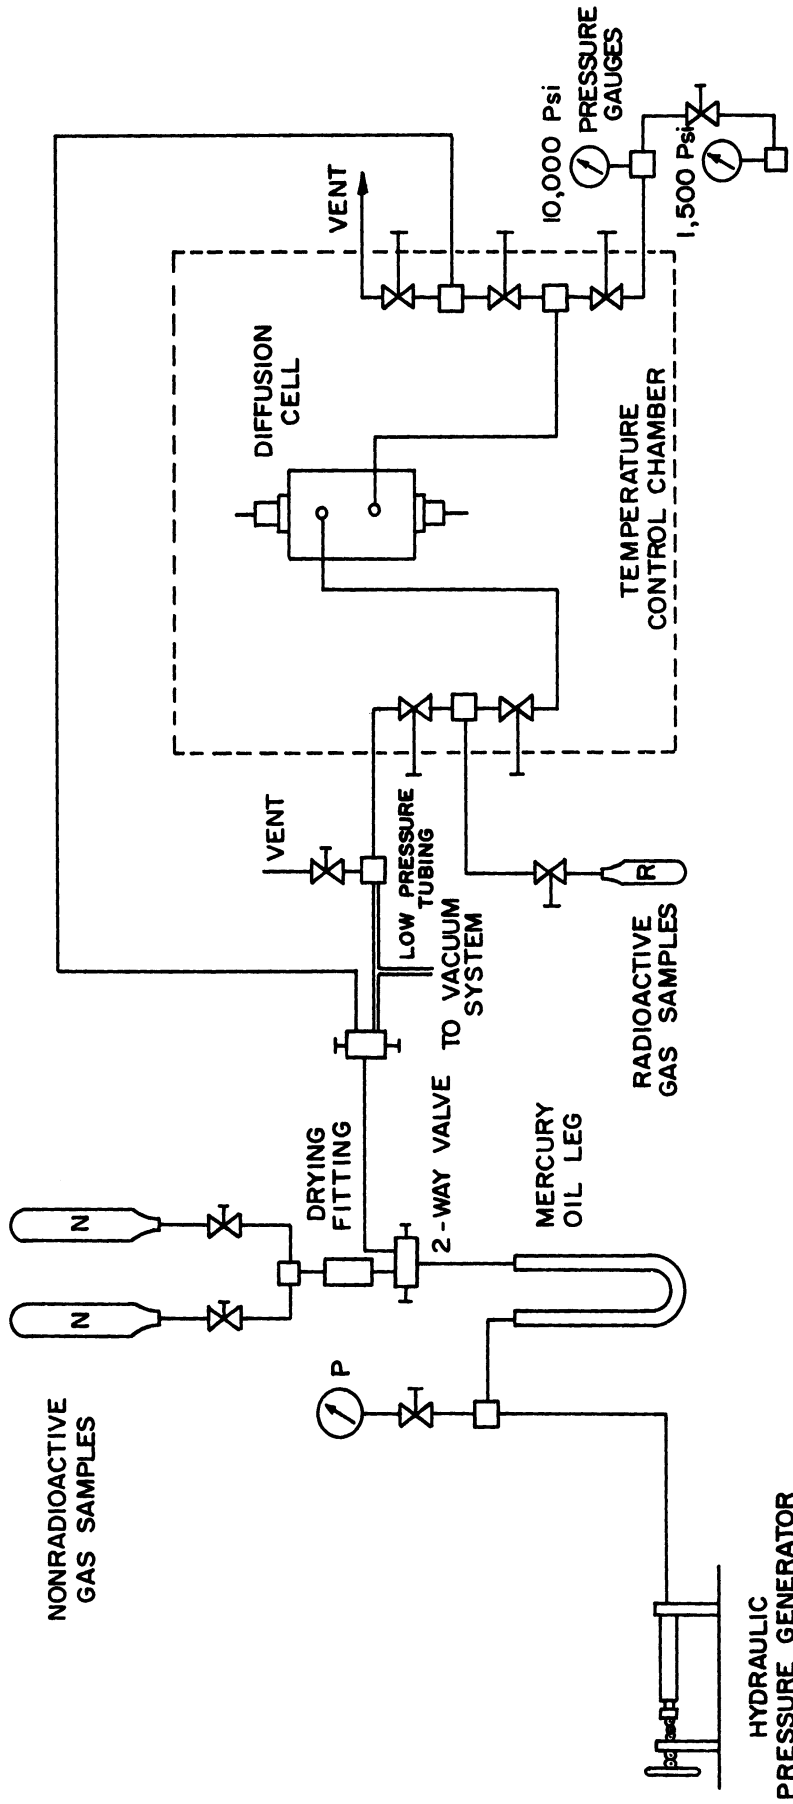 NONRADIOACTIVE
GAS SAMPLES
N
N
P
HYDRAULIC
PRESSURE GENERATOR
DRYING
FITTING
2-WAY VALVE
MERCURY
OIL LEG
VENT
LOW PRESSURE
TUBING
TO VACUUM
SYSTEM
RADIOACTIVE
GAS SAMPLES
R
DIFFUSION
CELL
TEMPERATURE
CONTROL CHAMBER
VENT
10,000 Psi
PRESSURE
GAUGES
1,500 Psi